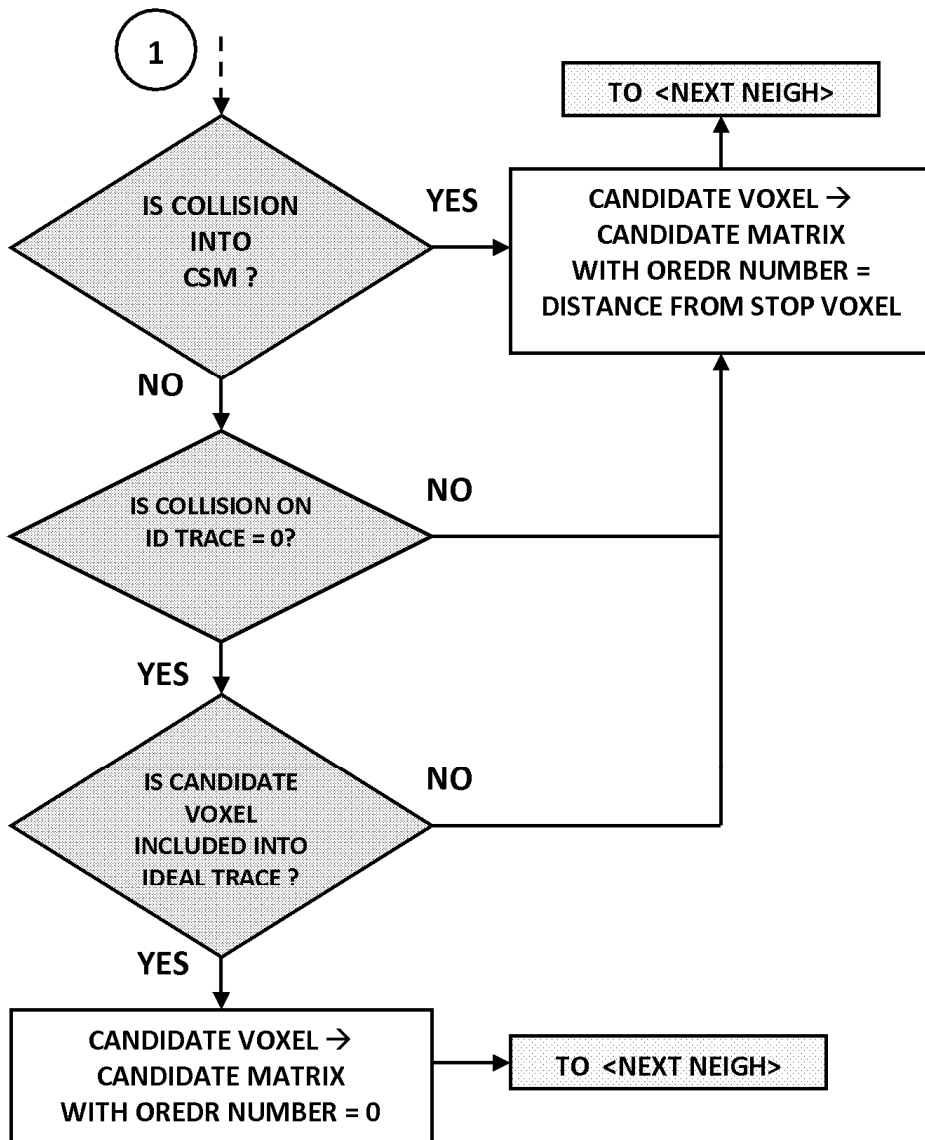 1
TO <NEXT NEIGH>
IS COLLISION
INTO
CSM ?
YES
CANDIDATE VOXEL →
CANDIDATE MATRIX
WITH OREDR NUMBER =
DISTANCE FROM STOP VOXEL
NO
IS COLLISION ON
ID TRACE = 0?
NO
YES
IS CANDIDATE
VOXEL
INCLUDED INTO
IDEAL TRACE ?
NO
YES
CANDIDATE VOXEL →
CANDIDATE MATRIX
WITH OREDR NUMBER = 0
TO <NEXT NEIGH>